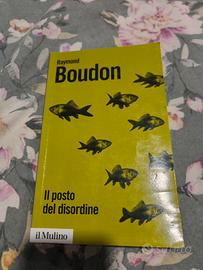 Raymond
Boudon
Il posto
del disordine
il Mulino